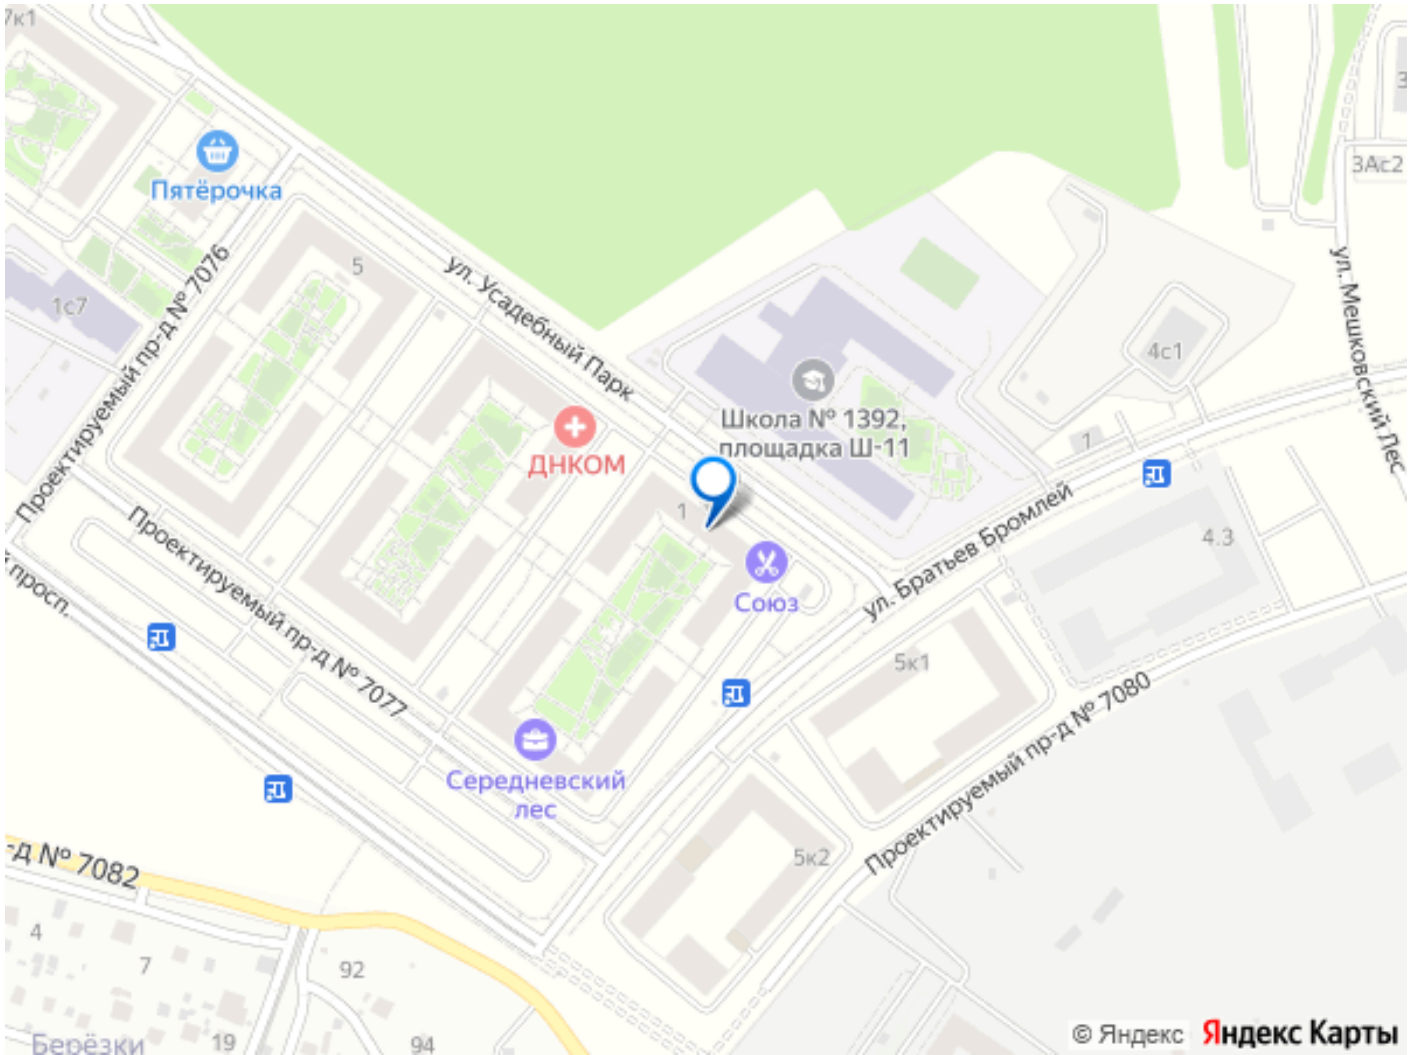 7к1
Пятёрочка
1с7
5
Проектируемый пр-д № 7076
ул. Усадебный Парк
3Ас2
ул. Мешковский Лес
4с1
Школа № 1392,
площадка Ш-11
7
ДНКОМ
1
Союз
ул. Братьев Бромлей
4.3
Проектируемый пр-д № 7077
просп.
5к1
Проектируемый пр-д № 7080
Середневский
лес
5к2
-д № 7082
4
7
92
19
94
Берёзки
© Яндекс Яндекс Карты